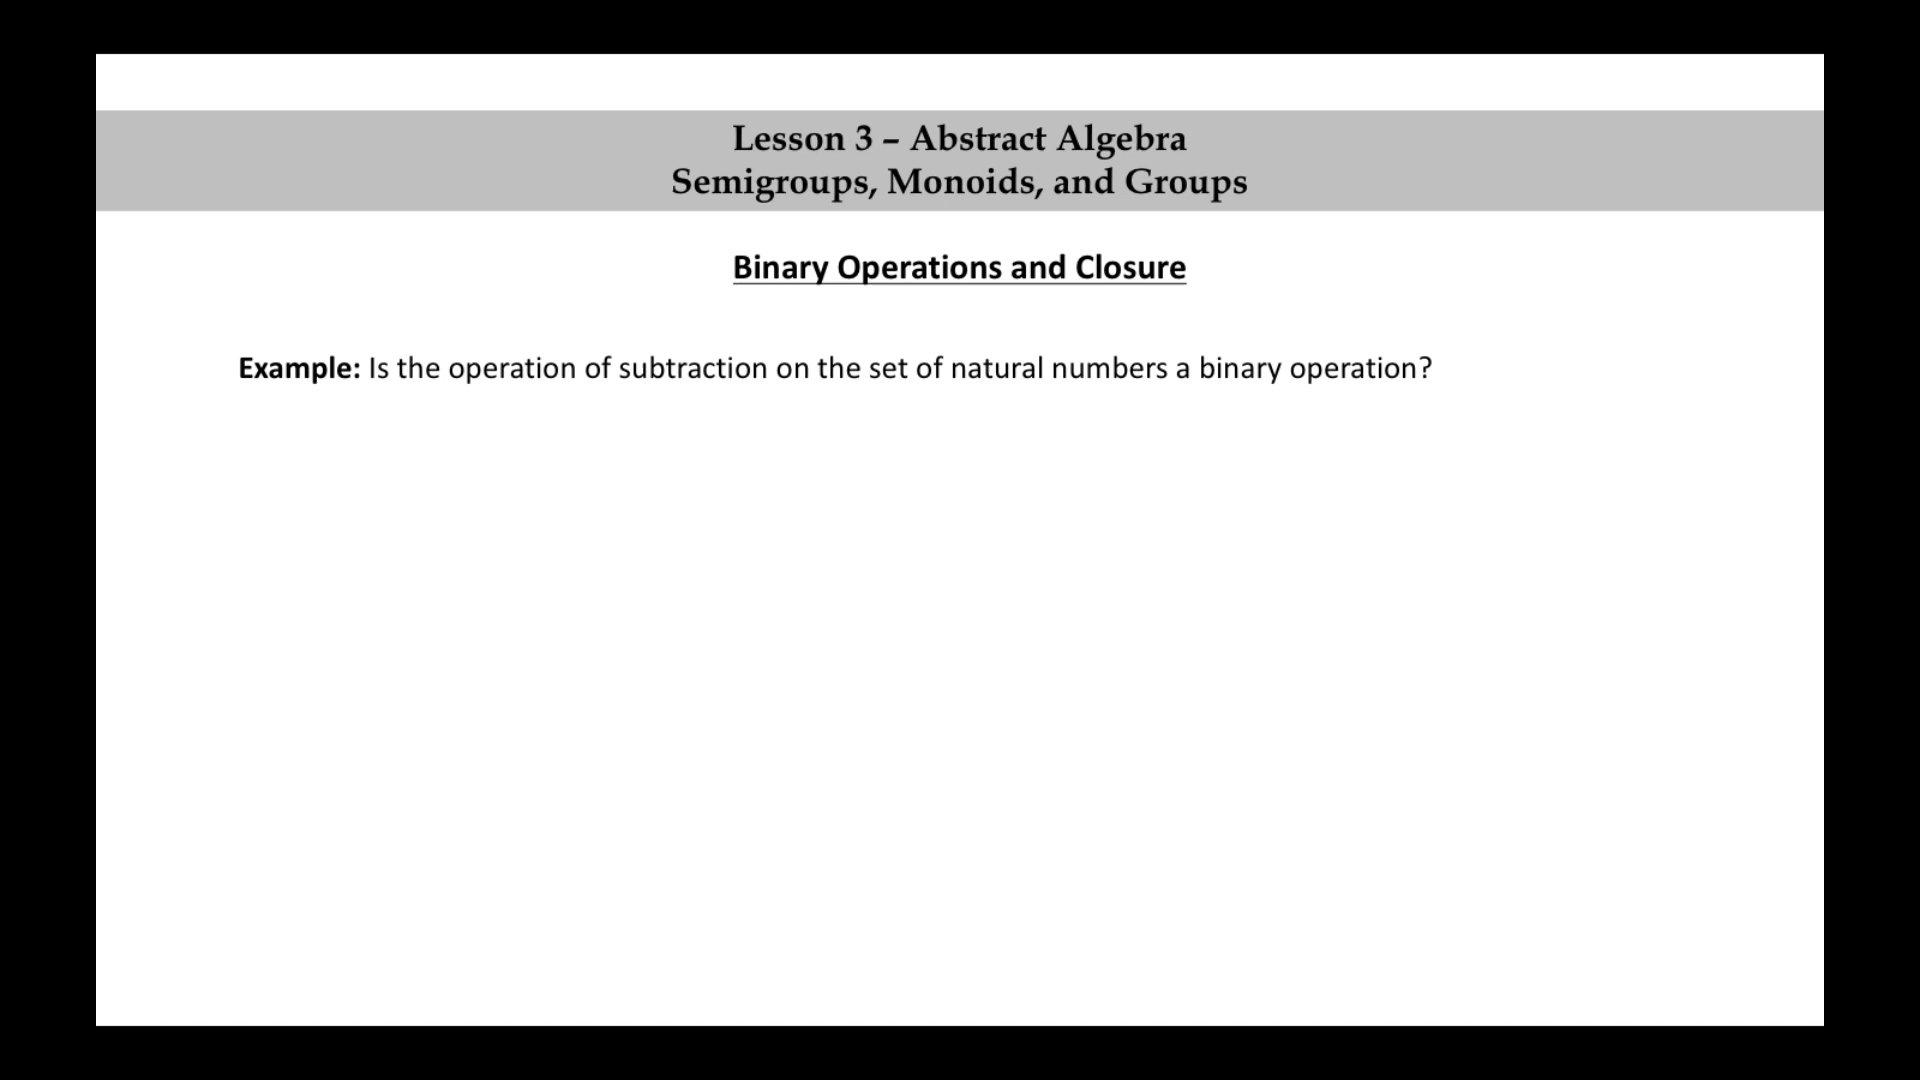 Lesson 3 – Abstract Algebra
Semigroups, Monoids, and Groups
Binary Operations and Closure
Example: Is the operation of subtraction on the set of natural numbers a binary operation?